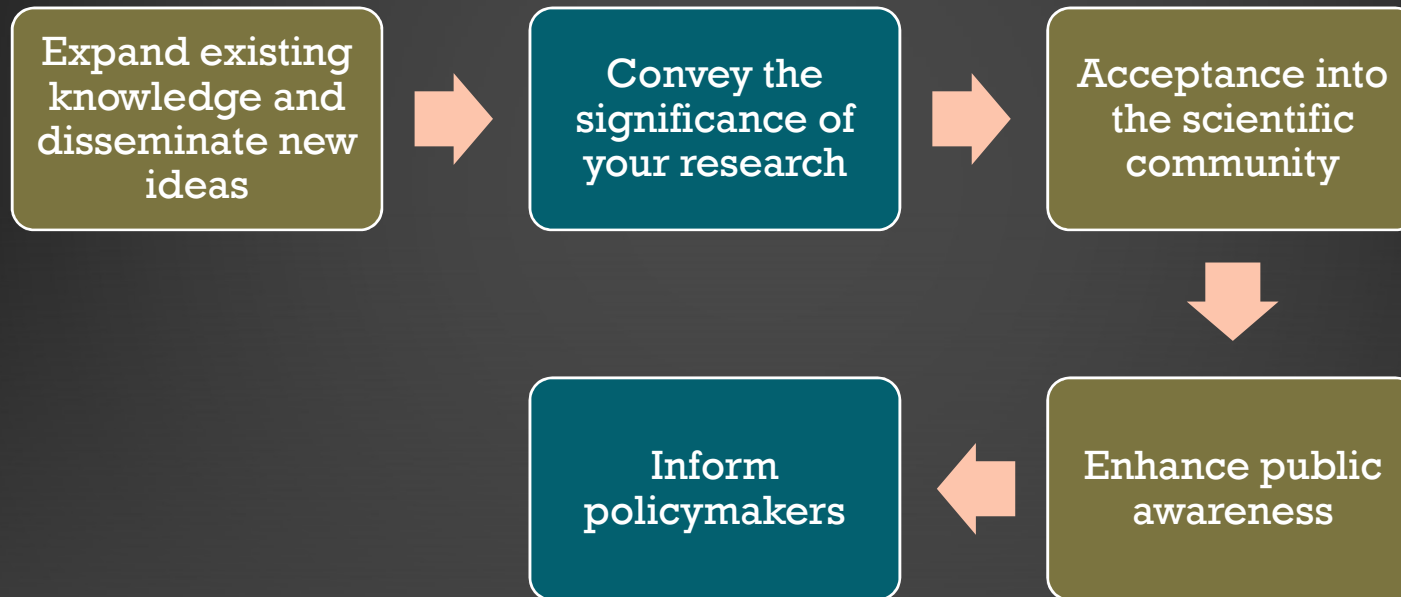 Expand existing
knowledge and
disseminate new
ideas
Convey the
significance of
your research
Acceptance into
the scientific
community
Enhance public
awareness
Inform
policymakers